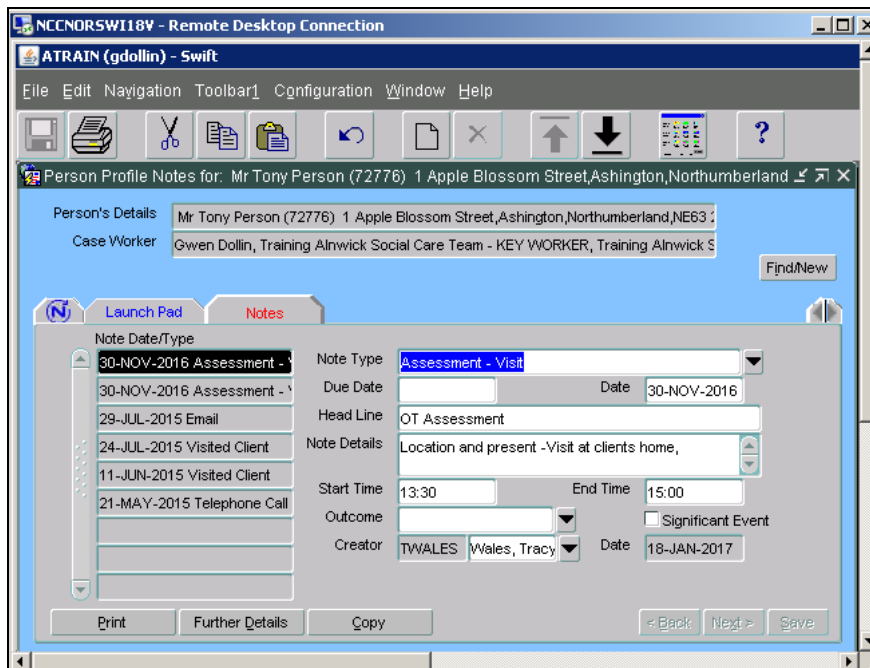 NCCNORSWI18V - Remote Desktop Connection
ATRAIN (gdollin) - Swift
File Edit Navigation Toolbar1 Configuration Window Help
Person Profile Notes for: Mr Tony Person (72776) 1 Apple Blossom Street,Ashington,Northumberland
Person's Details Mr Tony Person (72776) 1 Apple Blossom Street,Ashington,Northumberland,NE63
Case Worker Gwen Dollin, Training Alnwick Social Care Team - KEY WORKER, Training Alnwick S
Find/New
N Launch Pad Notes
Note Date/Type
30-NOV-2016 Assessment -
Note Type Assessment - Visit
30-NOV-2016 Assessment -
Due Date Date 30-NOV-2016
29-JUL-2015 Email
Head Line OT Assessment
24-JUL-2015 Visited Client
Note Details Location and present -Visit at clients home,
11-JUN-2015 Visited Client
21-MAY-2015 Telephone Call
Start Time 13:30 End Time 15:00
Outcome Significant Event
Creator TWALES Wales, Tracy Date 18-JAN-2017
Print Further Details Copy < Back Next > Save